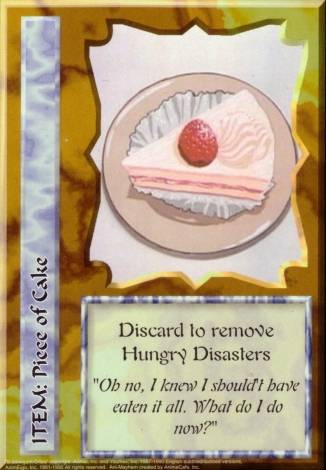 ITEM: Piece of Cake
Discard to remove
Hungry Disasters
"Oh no, I knew I should't have
eaten it all. What do I do
now?"